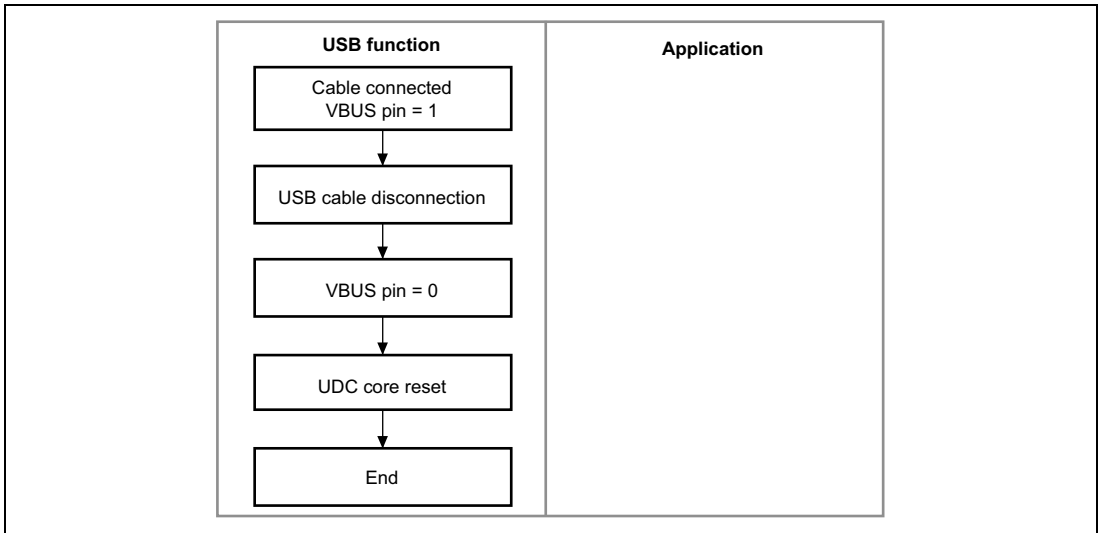 USB function
Application
Cable connected
VBUS pin = 1
USB cable disconnection
VBUS pin = 0
UDC core reset
End